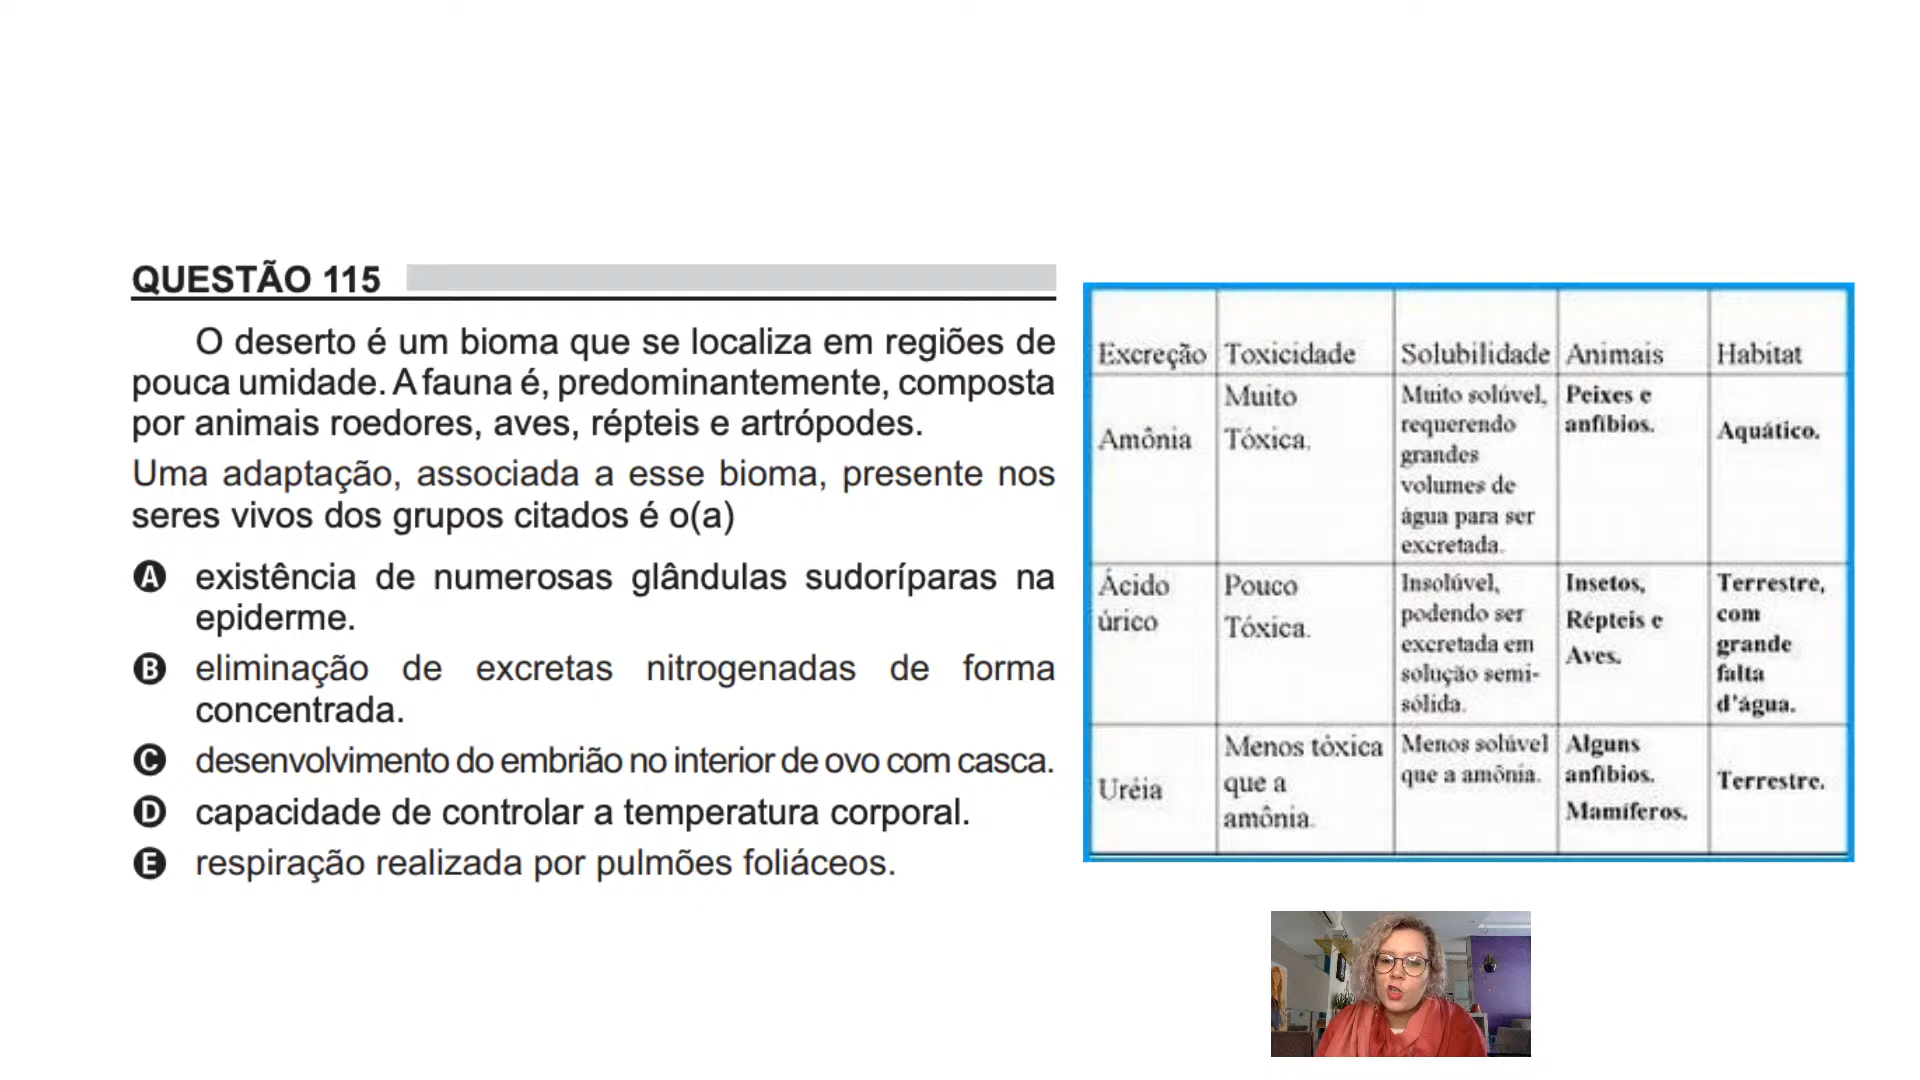 QUESTÃO 115
O deserto é um bioma que se localiza em regiões de
pouca umidade. A fauna é, predominantemente, composta
por animais roedores, aves, répteis e artrópodes.
Uma adaptação, associada a esse bioma, presente nos
seres vivos dos grupos citados é o(a)
A existência de numerosas glândulas sudoríparas na
epiderme.
B eliminação de excretas nitrogenadas de forma
concentrada.
C desenvolvimento do embrião no interior de ovo com casca.
D capacidade de controlar a temperatura corporal.
E respiração realizada por pulmões foliáceos.
Excreção Toxicidade Solubilidade Animais Habitat
Amônia
Muito
Tóxica.
Muito solúvel,
requerendo
grandes
volumes de
água para ser
excretada.
Peixes e
anfíbios.
Aquático.
Ácido
úrico
Pouco
Tóxica.
Insolúvel,
podendo ser
excretada em
solução semi-
sólida.
Insetos,
Répteis e
Aves.
Terrestre,
com
grande
falta
d'água.
Uréia
Menos tóxica
que a
amônia.
Menos solúvel
que a amônia.
Alguns
anfíbios.
Mamíferos.
Terrestre.